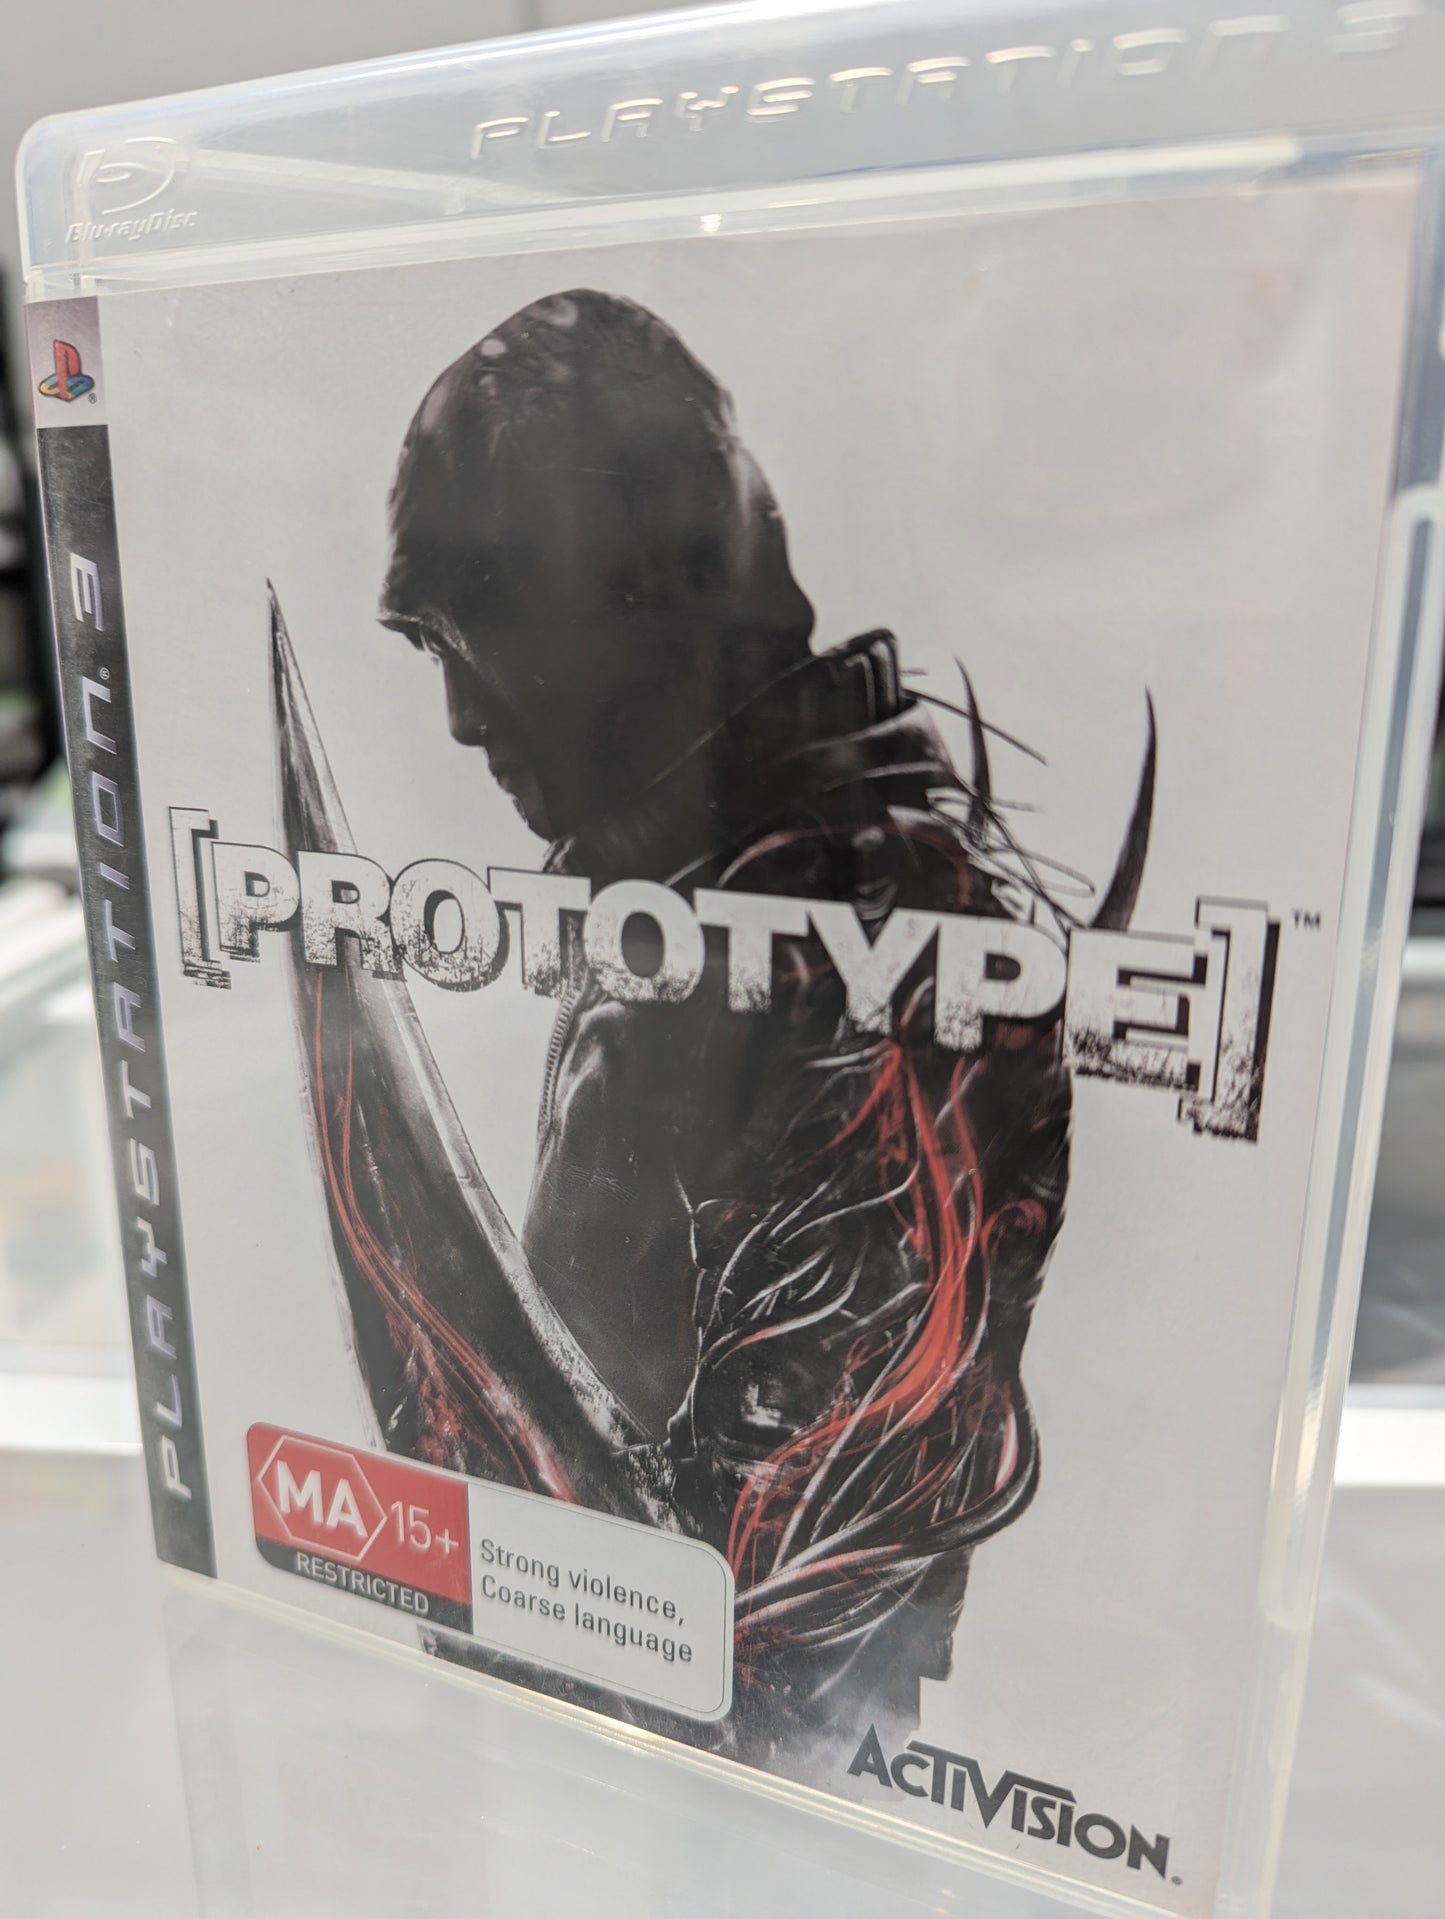 PLAYSTATION 3
Blu-ray Disc
PLAYSTATION®3
[PROTOTYPE]™
MA 15+
RESTRICTED
Strong violence,
Coarse language
ACTIVISION®